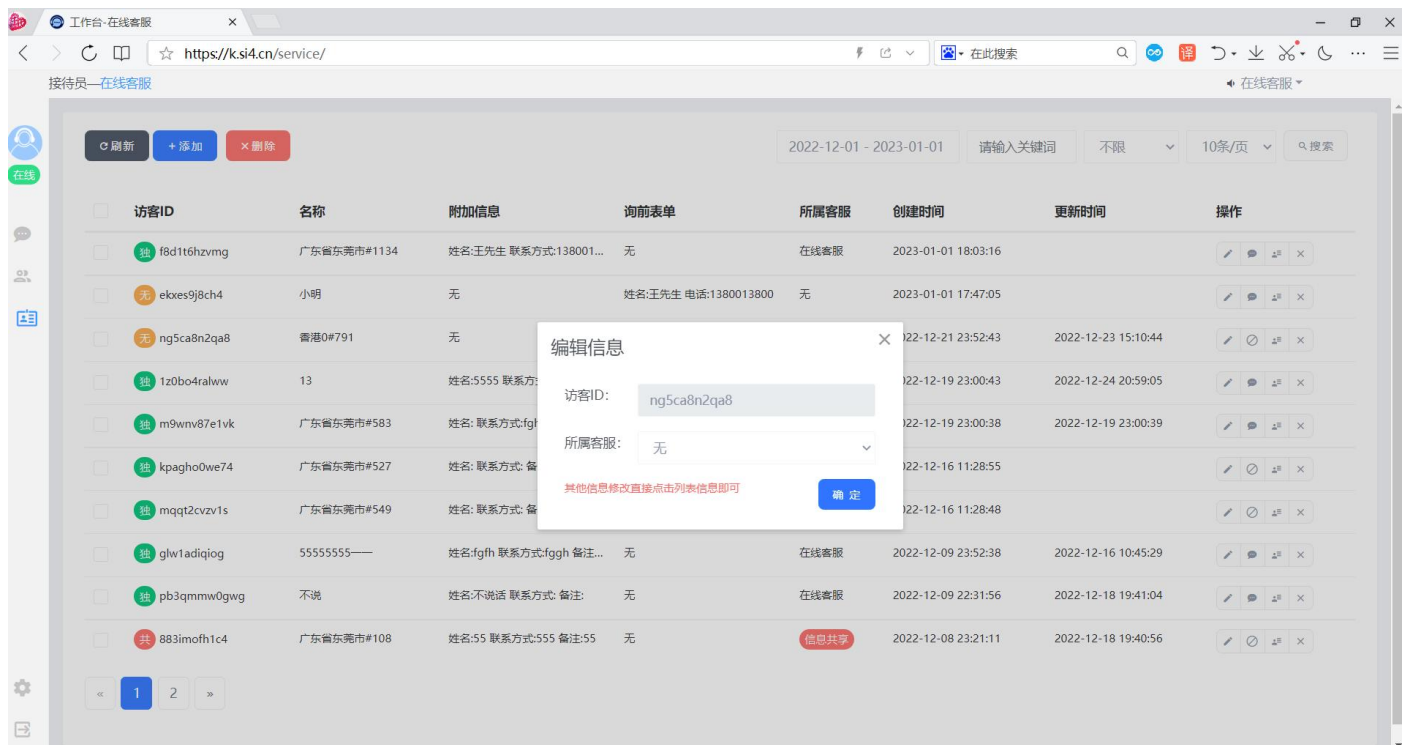 工作台-在线客服
https://k.si4.cn/service/
在此搜索
译
接待员—在线客服
在线客服
在线
刷新 +添加 ×删除 2022-12-01 - 2023-01-01 请输入关键词 不限 10条/页 搜索
访客ID 名称 附加信息 询前表单 所属客服 创建时间 更新时间 操作
独 f8d1t6hzvmg 广东省东莞市#1134 姓名:王先生 联系方式:138001... 无 在线客服 2023-01-01 18:03:16
无 ekxes9j8ch4 小明 无 姓名:王先生 电话:1380013800 无 2023-01-01 17:47:05
无 ng5ca8n2qa8 香港0#791 无 022-12-21 23:52:43 2022-12-23 15:10:44
独 1z0bo4ralww 13 姓名:5555 联系方: 022-12-19 23:00:43 2022-12-24 20:59:05
独 m9wnv87e1vk 广东省东莞市#583 姓名: 联系方式:fgh 022-12-19 23:00:38 2022-12-19 23:00:39
独 kpagho0we74 广东省东莞市#527 姓名: 联系方式: 备 022-12-16 11:28:55
独 mqqt2cvzv1s 广东省东莞市#549 姓名: 联系方式: 备 022-12-16 11:28:48
独 glw1adiqiog 55555555—— 姓名:fgfh 联系方式:fggh 备注... 无 在线客服 2022-12-09 23:52:38 2022-12-16 10:45:29
独 pb3qmmw0gwg 不说 姓名:不说话 联系方式: 备注: 无 在线客服 2022-12-09 22:31:56 2022-12-18 19:41:04
共 883imofh1c4 广东省东莞市#108 姓名:55 联系方式:555 备注:55 无 信息共享 2022-12-08 23:21:11 2022-12-18 19:40:56
« 1 2 »
编辑信息
访客ID: ng5ca8n2qa8
所属客服: 无
其他信息修改直接点击列表信息即可
确 定